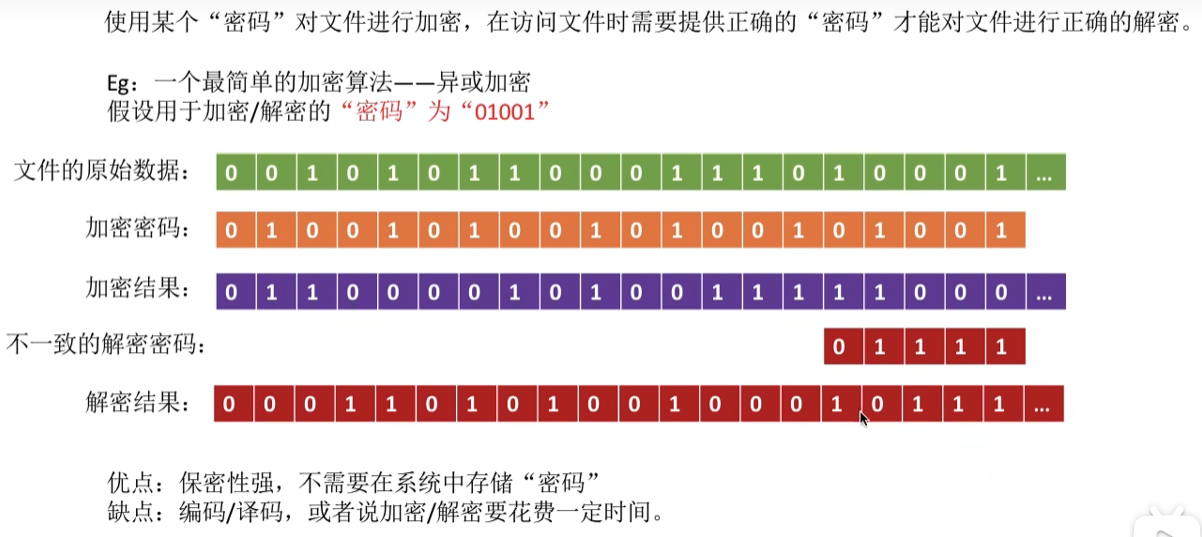 使用某个“密码”对文件进行加密，在访问文件时需要提供正确的“密码”才能对文件进行正确的解密。
Eg：一个最简单的加密算法——异或加密
假设用于加密/解密的“密码”为“01001”
文件的原始数据： 0 0 1 0 1 0 1 1 0 0 0 1 1 1 0 1 0 0 0 1 ...
加密密码： 0 1 0 0 1 0 1 0 0 1 0 1 0 0 1 0 1 0 0 1
加密结果： 0 1 1 0 0 0 0 1 0 1 0 0 1 1 1 1 1 0 0 0 ...
不一致的解密密码： 0 1 1 1 1
解密结果： 0 0 0 1 1 0 1 0 1 0 0 1 0 0 0 1 0 1 1 1 ...
优点：保密性强，不需要在系统中存储“密码”
缺点：编码/译码，或者说加密/解密要花费一定时间。